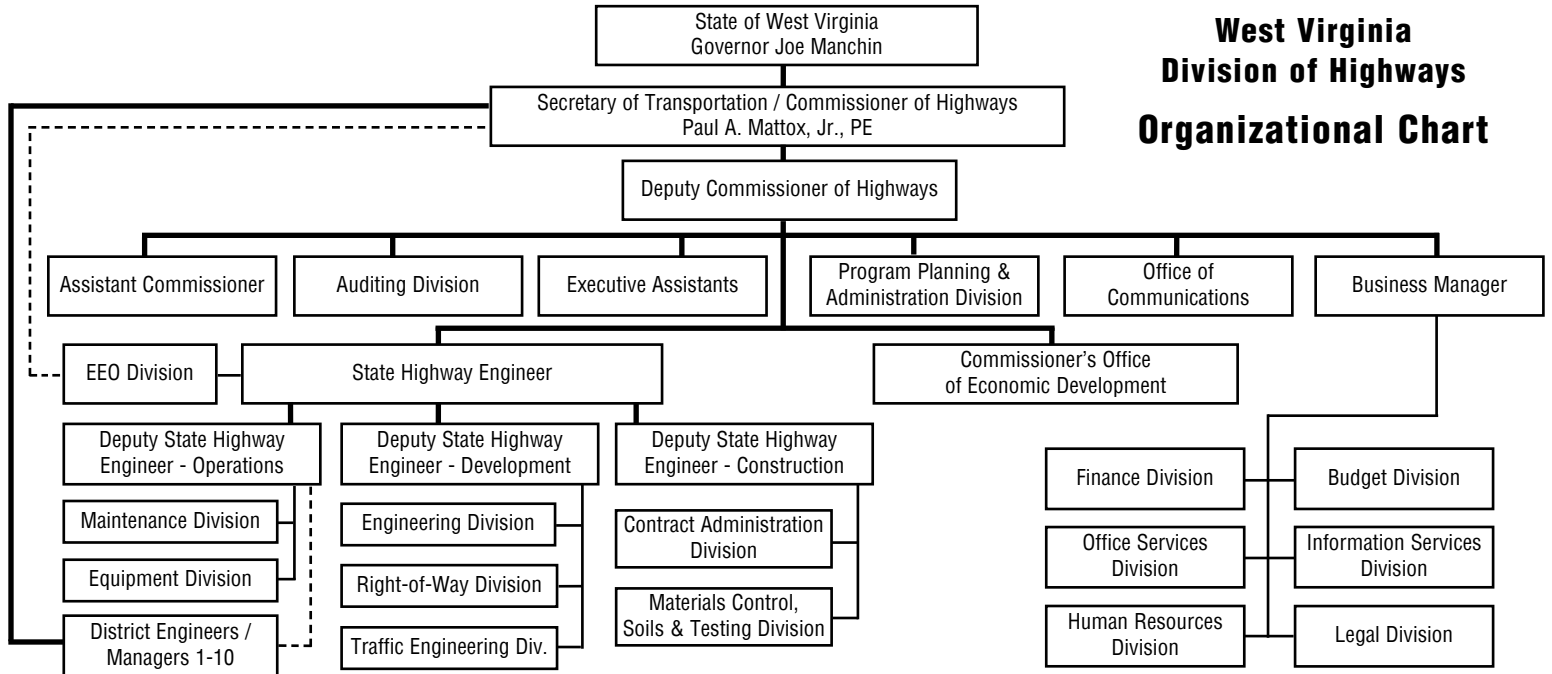 State of West Virginia
Governor Joe Manchin
West Virginia
Division of Highways
Organizational Chart
Secretary of Transportation / Commissioner of Highways
Paul A. Mattox, Jr., PE
Deputy Commissioner of Highways
Assistant Commissioner
Auditing Division
Executive Assistants
Program Planning &
Administration Division
Office of
Communications
Business Manager
EEO Division
State Highway Engineer
Commissioner's Office
of Economic Development
Deputy State Highway
Engineer - Operations
Deputy State Highway
Engineer - Development
Deputy State Highway
Engineer - Construction
Maintenance Division
Equipment Division
District Engineers /
Managers 1-10
Engineering Division
Right-of-Way Division
Traffic Engineering Div.
Contract Administration
Division
Materials Control,
Soils & Testing Division
Finance Division
Budget Division
Office Services
Division
Information Services
Division
Human Resources
Division
Legal Division